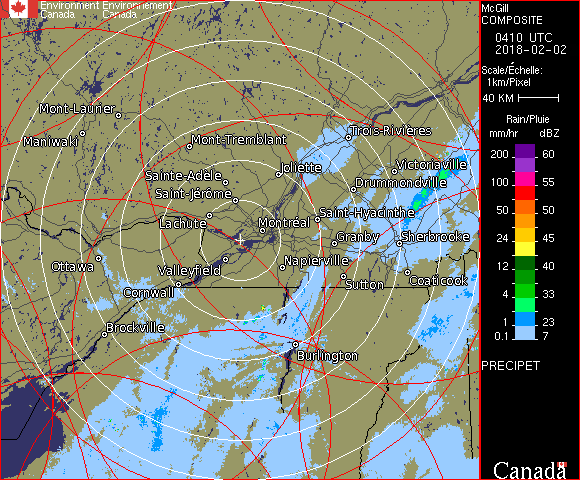 Environment Environnement
Canada Canada
McGill
COMPOSITE
0410 UTC
2018-02-02
Scale/Échelle:
1km/Pixel
40 KM
Rain/Pluie
mm/hr dBZ
200 60
100 55
50 50
24 45
12 40
4 33
1 23
0.1 7
PRECIPET
Canada
Mont-Laurier
Maniwaki
Mont-Tremblant
Trois-Rivières
Joliette
Victoriaville
Sainte-Adèle
Drummondville
Saint-Jérôme
Saint-Hyacinthe
Lachute
Montréal
Granby
Sherbrooke
Ottawa
Valleyfield
Napierville
Cornwall
Sutton
Coaticook
Brockville
Burlington